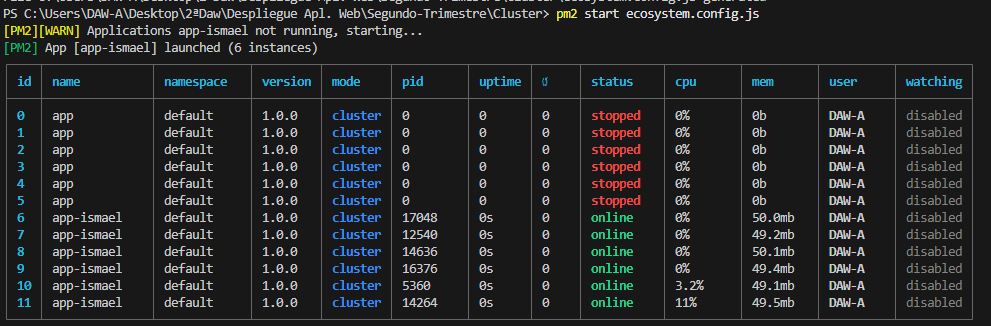 PS C:\Users\DAW-A\Desktop\2ªDaw\Despliegue Apl. Web\Segundo-Trimestre\Cluster> pm2 start ecosystem.config.js
[PM2][WARN] Applications app-ismael not running, starting...
[PM2] App [app-ismael] launched (6 instances)
id name namespace version mode pid uptime ↺ status cpu mem user watching
0 app default 1.0.0 cluster 0 0 0 stopped 0% 0b DAW-A disabled
1 app default 1.0.0 cluster 0 0 0 stopped 0% 0b DAW-A disabled
2 app default 1.0.0 cluster 0 0 0 stopped 0% 0b DAW-A disabled
3 app default 1.0.0 cluster 0 0 0 stopped 0% 0b DAW-A disabled
4 app default 1.0.0 cluster 0 0 0 stopped 0% 0b DAW-A disabled
5 app default 1.0.0 cluster 0 0 0 stopped 0% 0b DAW-A disabled
6 app-ismael default 1.0.0 cluster 17048 0s 0 online 0% 50.0mb DAW-A disabled
7 app-ismael default 1.0.0 cluster 12540 0s 0 online 0% 49.2mb DAW-A disabled
8 app-ismael default 1.0.0 cluster 14636 0s 0 online 0% 50.1mb DAW-A disabled
9 app-ismael default 1.0.0 cluster 16376 0s 0 online 0% 49.4mb DAW-A disabled
10 app-ismael default 1.0.0 cluster 5360 0s 0 online 3.2% 49.1mb DAW-A disabled
11 app-ismael default 1.0.0 cluster 14264 0s 0 online 11% 49.5mb DAW-A disabled